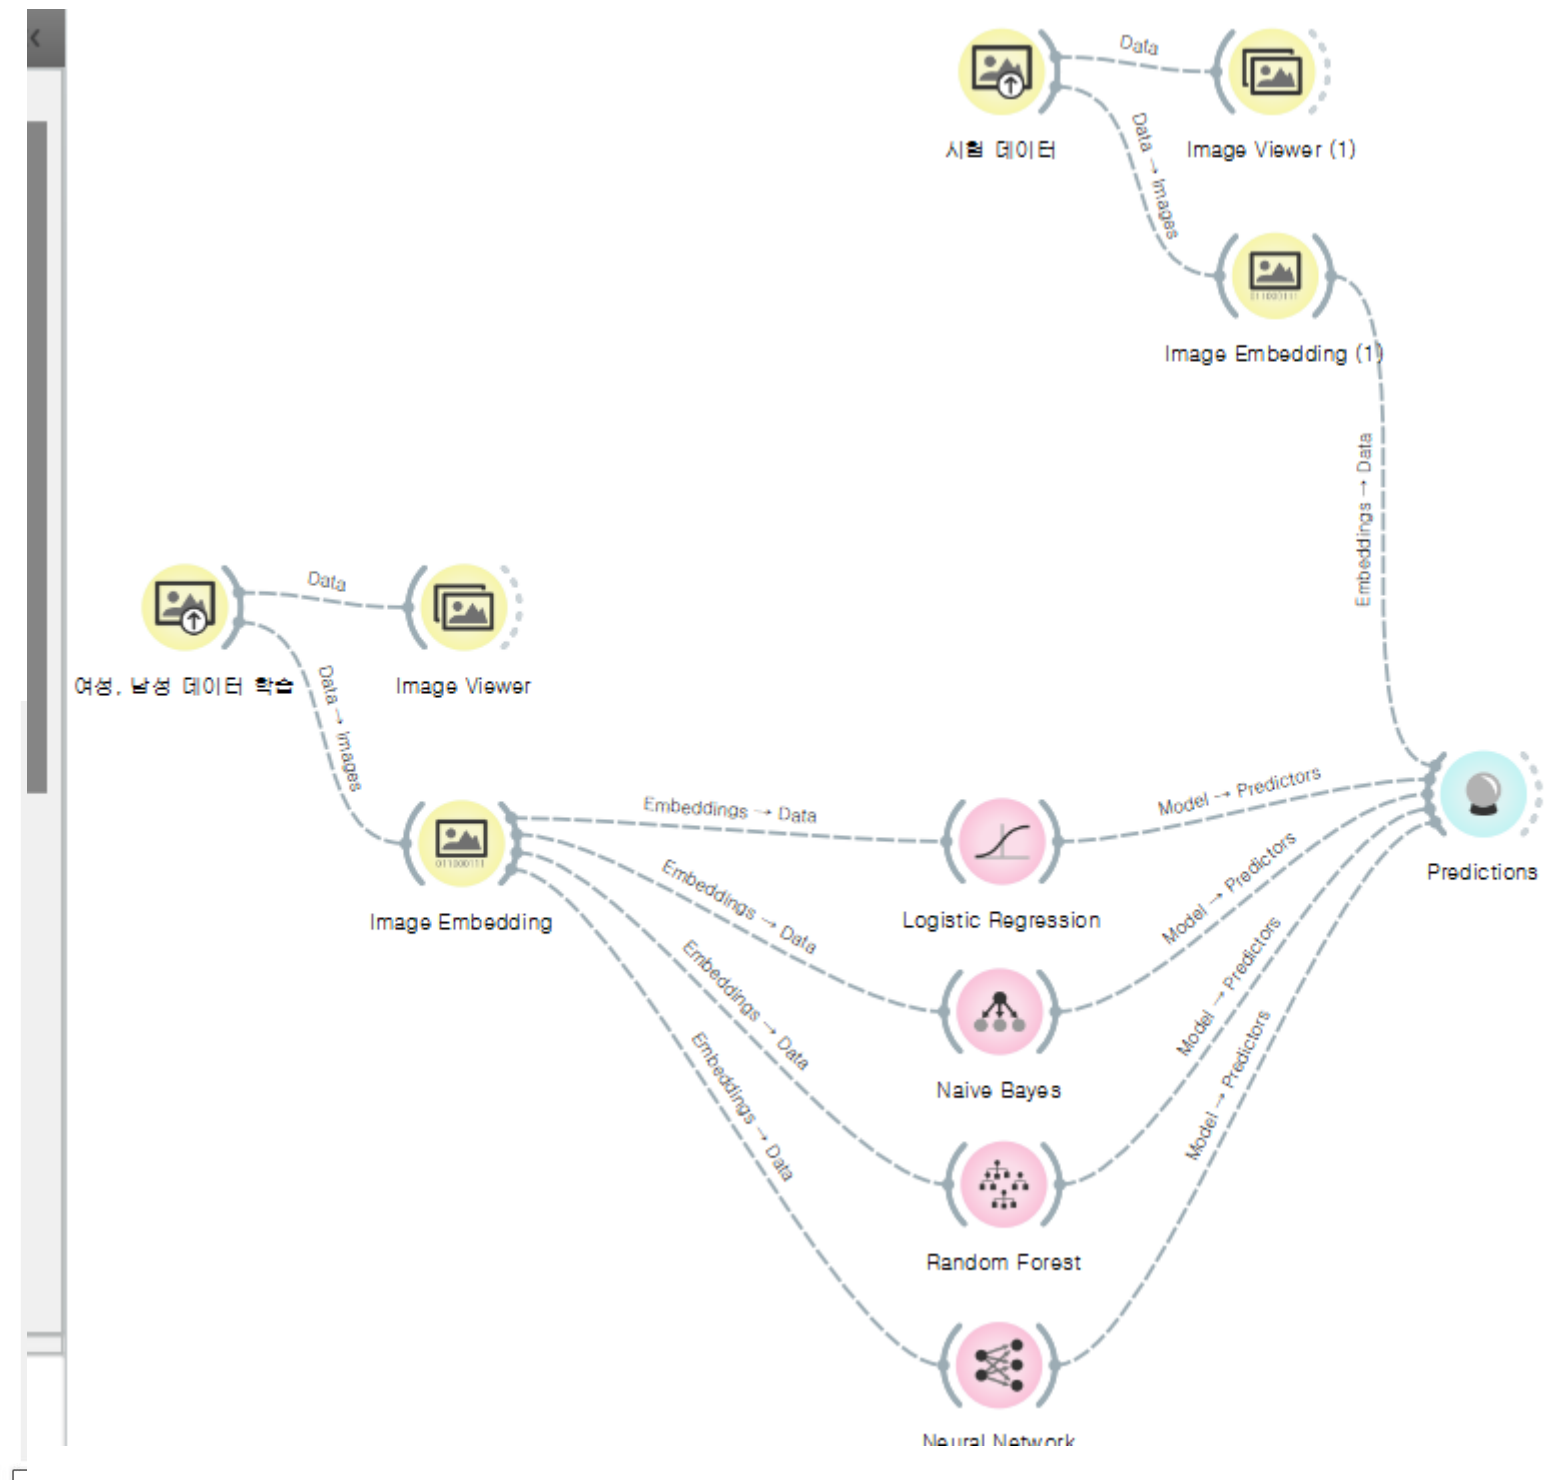 Data
시험 데이터
Image Viewer (1)
Data → Images
Image Embedding (1)
Embeddings → Data
Data
여성, 남성 데이터 학습
Image Viewer
Data → Images
Image Embedding
Embeddings → Data
Embeddings → Data
Embeddings → Data
Embeddings → Data
Logistic Regression
Naive Bayes
Random Forest
Neural Network
Model → Predictors
Model → Predictors
Model → Predictors
Model → Predictors
Predictions